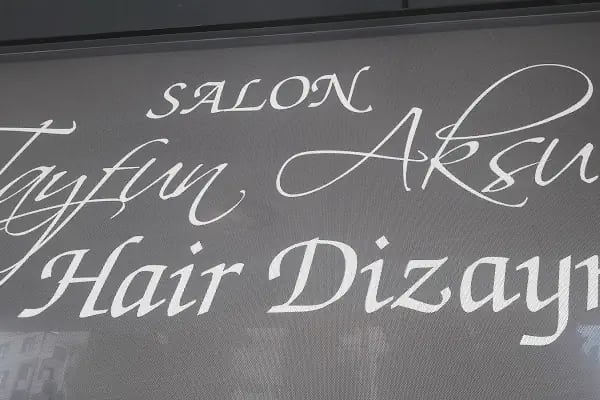 SALON
Tayfun Aksu
Hair Dizayn